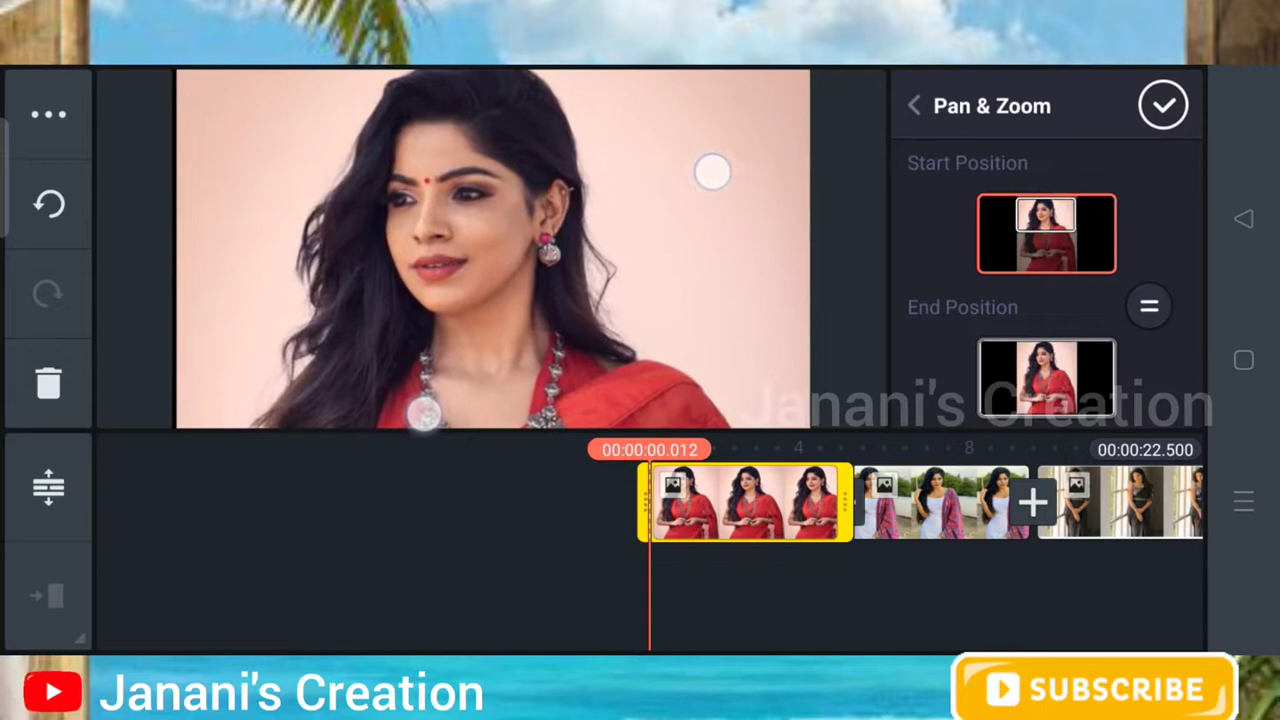 Pan & Zoom
Start Position
End Position
Janani's Creation
00:00:00.012
4
8
00:00:22.500
Janani's Creation
SUBSCRIBE